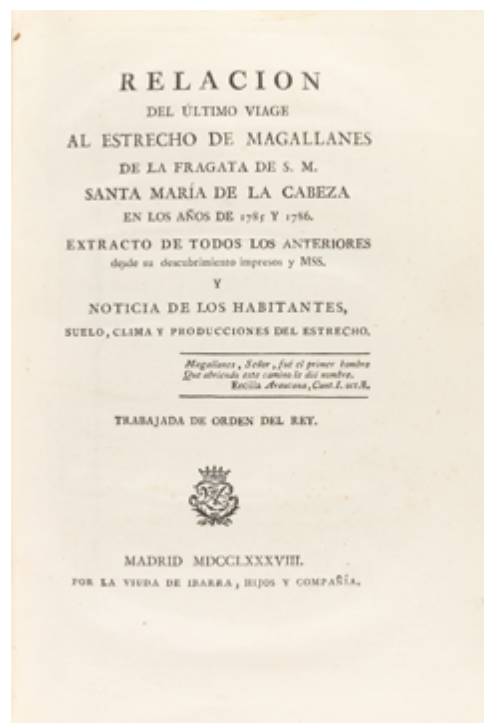 RELACION
DEL ÚLTIMO VIAGE
AL ESTRECHO DE MAGALLANES
DE LA FRAGATA DE S. M.
SANTA MARÍA DE LA CABEZA
EN LOS AÑOS DE 1785 Y 1786.
EXTRACTO DE TODOS LOS ANTERIORES
desde su descubrimiento impresos y MSS.
Y
NOTICIA DE LOS HABITANTES,
SUELO, CLIMA Y PRODUCCIONES DEL ESTRECHO.
Magallanes, Señor, fué el primer hombre
Que abriendo este camino le dió nombre.
Ercilla Araucana, Cant. I. oct. 8.
TRABAJADA DE ORDEN DEL REY.
MADRID MDCCLXXXVIII.
POR LA VIUDA DE IBARRA, HIJOS Y COMPAÑÍA.